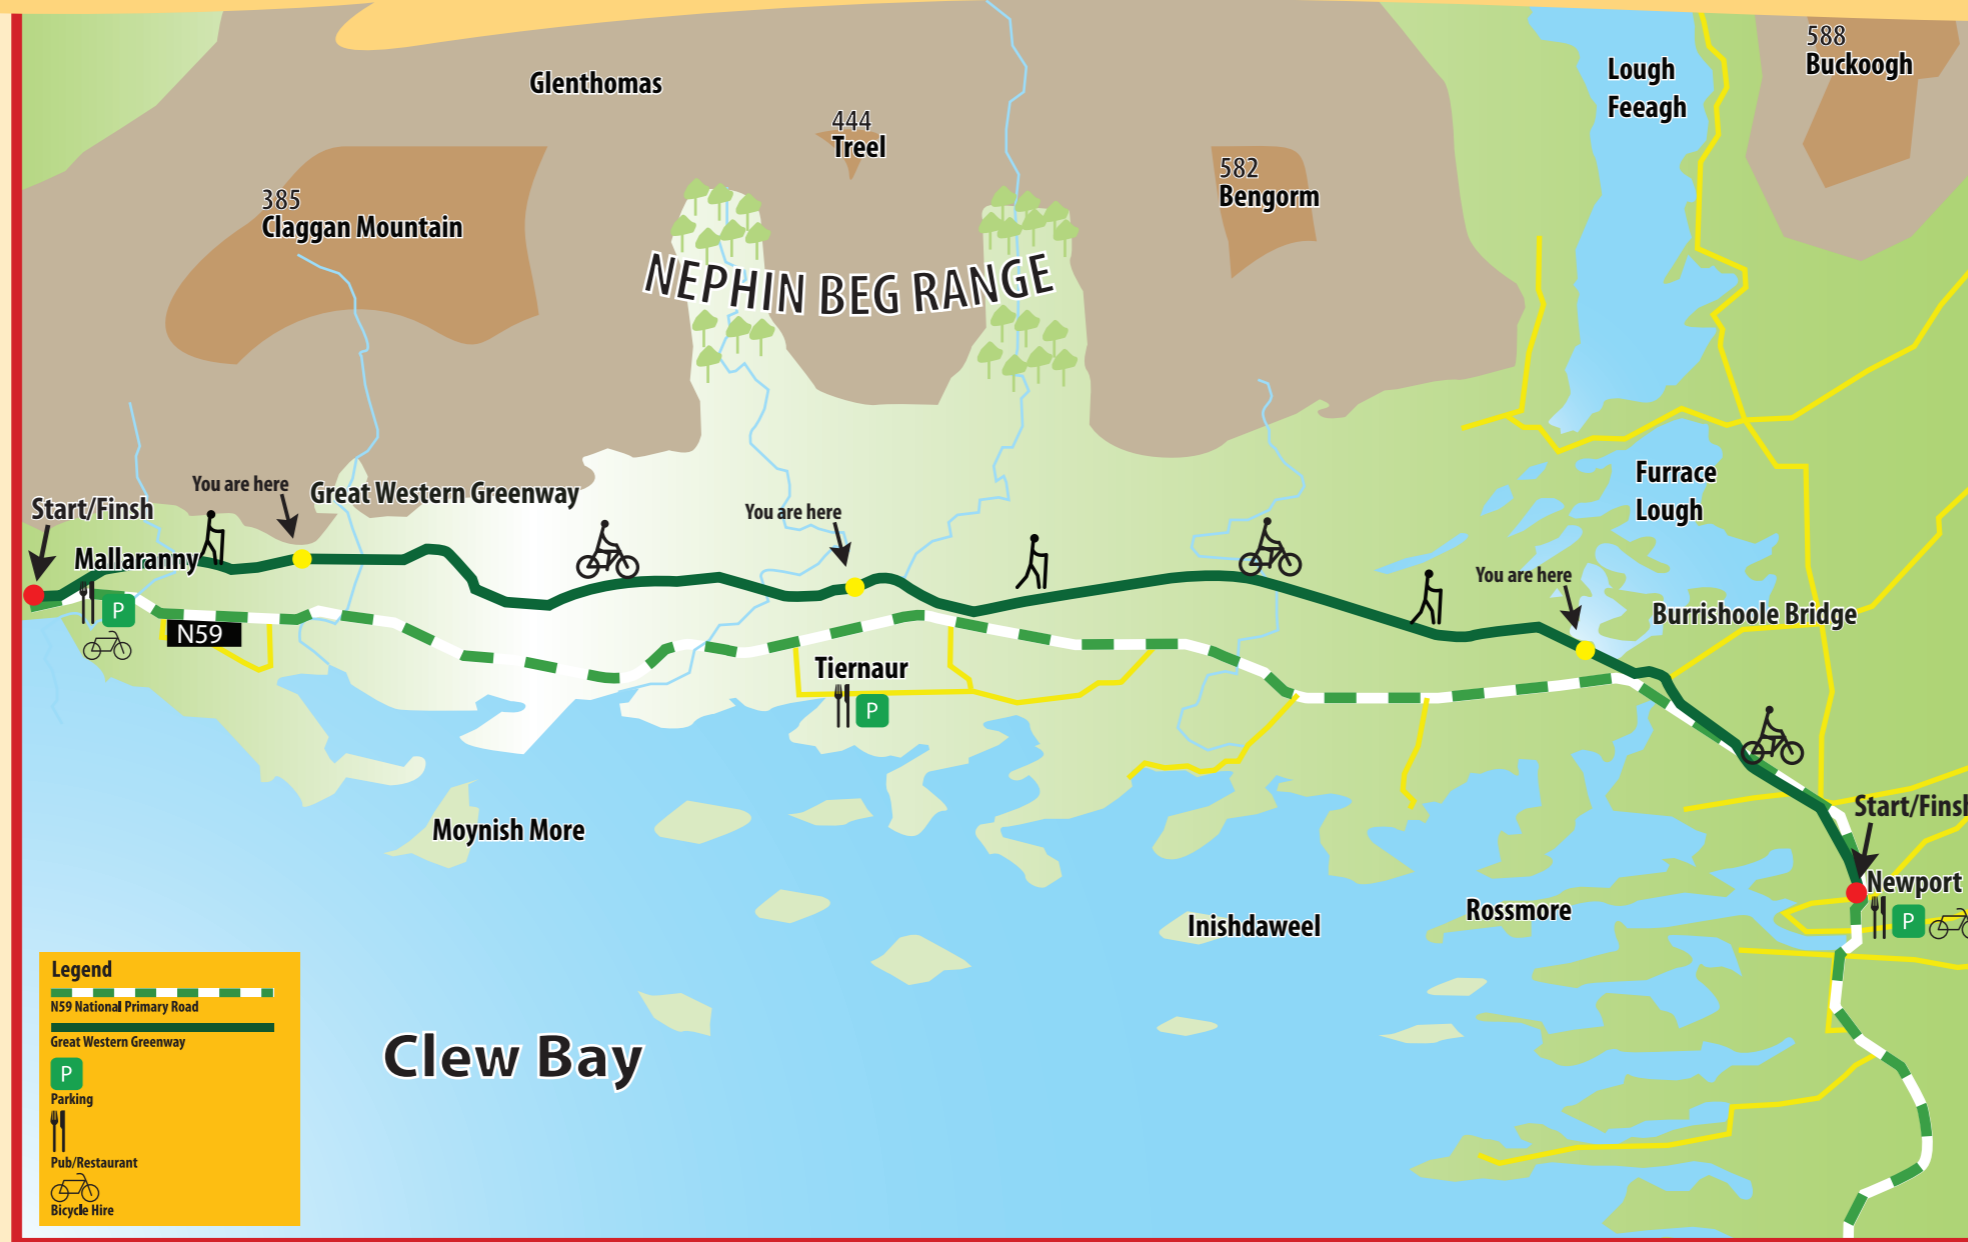 588
Buckoogh
Lough
Feeagh
Glenthomas
444
Treel
582
Bengorm
385
Claggan Mountain
NEPHIN BEG RANGE
Furrace
Lough
You are here
Great Western Greenway
Start/Finsh
You are here
Mallaranny
P
N59
You are here
Burrishoole Bridge
Tiernaur
P
Start/Finsh
Moynish More
Newport
P
Rossmore
Inishdaweel
Clew Bay
Legend
N59 National Primary Road
Great Western Greenway
P
Parking
Pub/Restaurant
Bicycle Hire